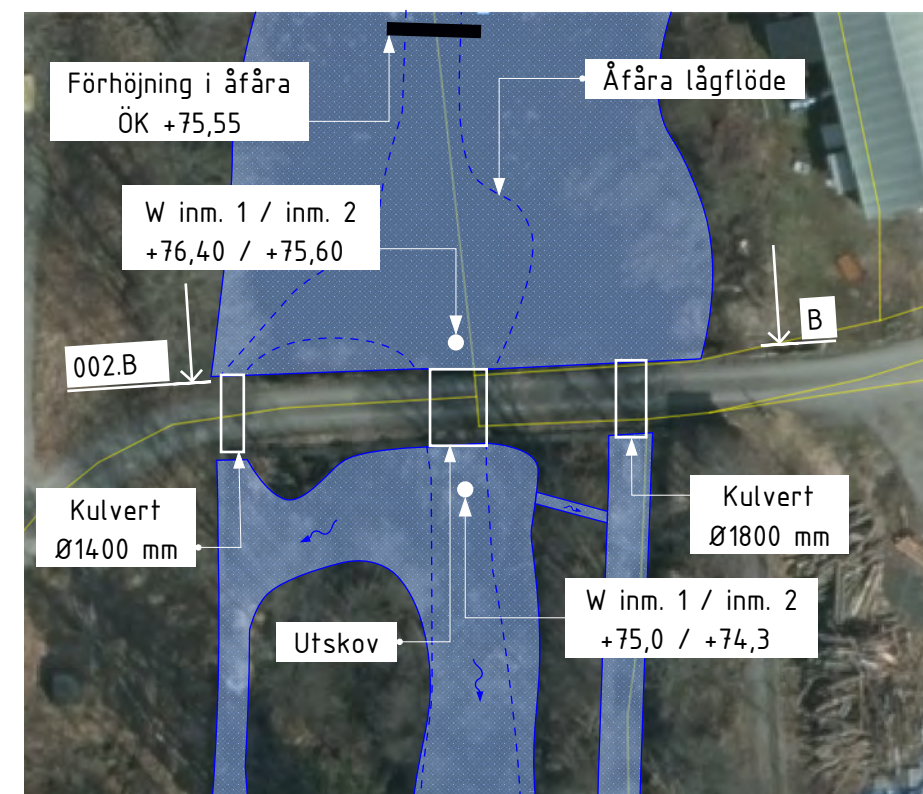 Förhöjning i åfåra
ÖK +75,55
Åfåra lågflöde
W inm. 1 / inm. 2
+76,40 / +75,60
B
002.B
Kulvert
Ø1400 mm
Kulvert
Ø1800 mm
W inm. 1 / inm. 2
+75,0 / +74,3
Utskov